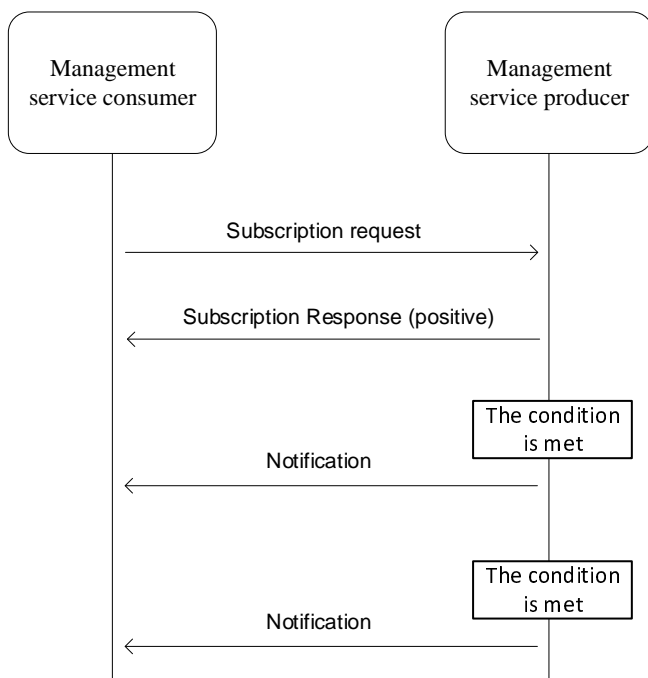 Management
service consumer
Management
service producer
Subscription request
Subscription Response (positive)
The condition
is met
Notification
The condition
is met
Notification